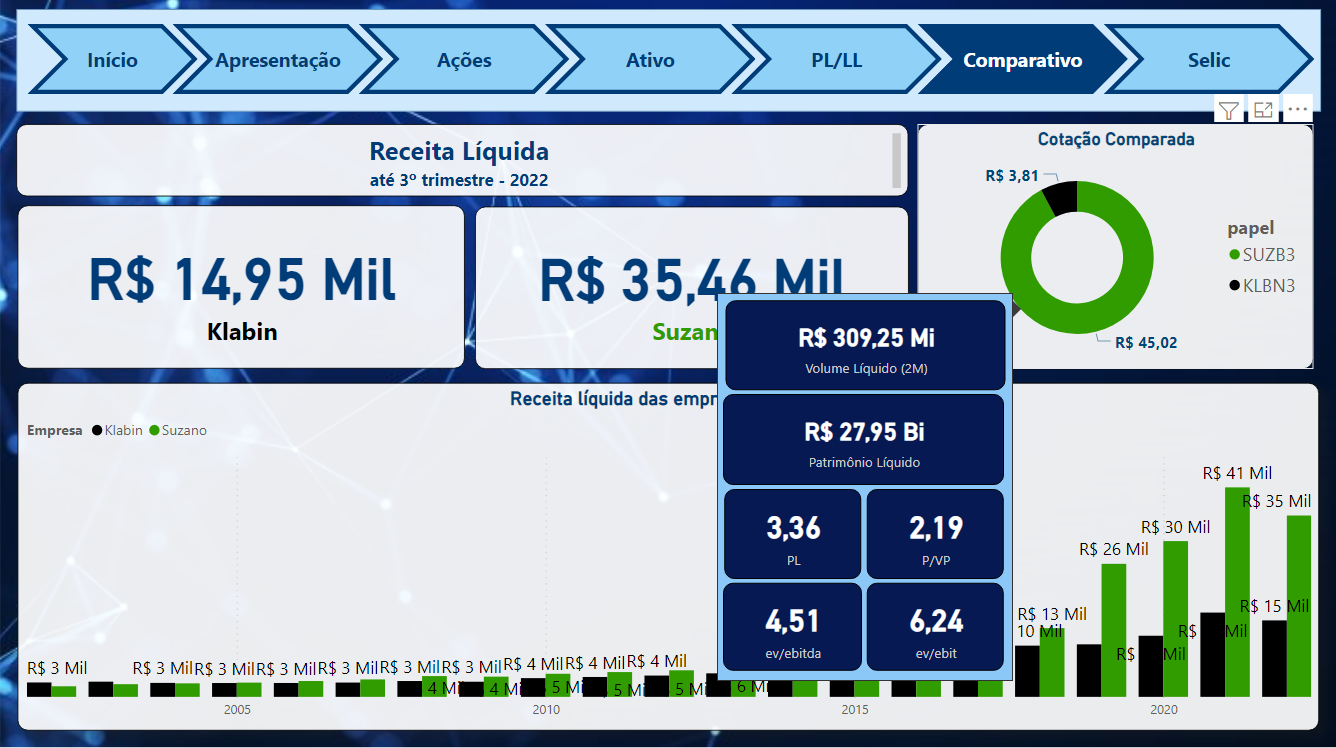 Início
Apresentação
Ações
Ativo
PL/LL
Comparativo
Selic
Receita Líquida
até 3º trimestre - 2022
R$ 14,95 Mil
Klabin
R$ 35,46 Mil
Suzan
Cotação Comparada
R$ 3,81
R$ 45,02
papel
SUZB3
KLBN3
R$ 309,25 Mi
Volume Líquido (2M)
R$ 27,95 Bi
Patrimônio Líquido
3,36
PL
2,19
P/VP
4,51
ev/ebitda
6,24
ev/ebit
Receita líquida das empr
Empresa Klabin Suzano
R$ 41 Mil
R$ 35 Mil
R$ 30 Mil
R$ 26 Mil
R$ 13 Mil
R$ 15 Mil
10 Mil
R$ Mil
R$ Mil
R$ 3 Mil R$ 3 Mil R$ 3 Mil R$ 3 Mil R$ 3 Mil R$ 3 Mil R$ 3 Mil R$ 4 Mil R$ 4 Mil R$ 4 Mil
4 Mil 4 Mil 5 Mil 5 Mil 5 Mil 6 Mil
2005 2010 2015 2020